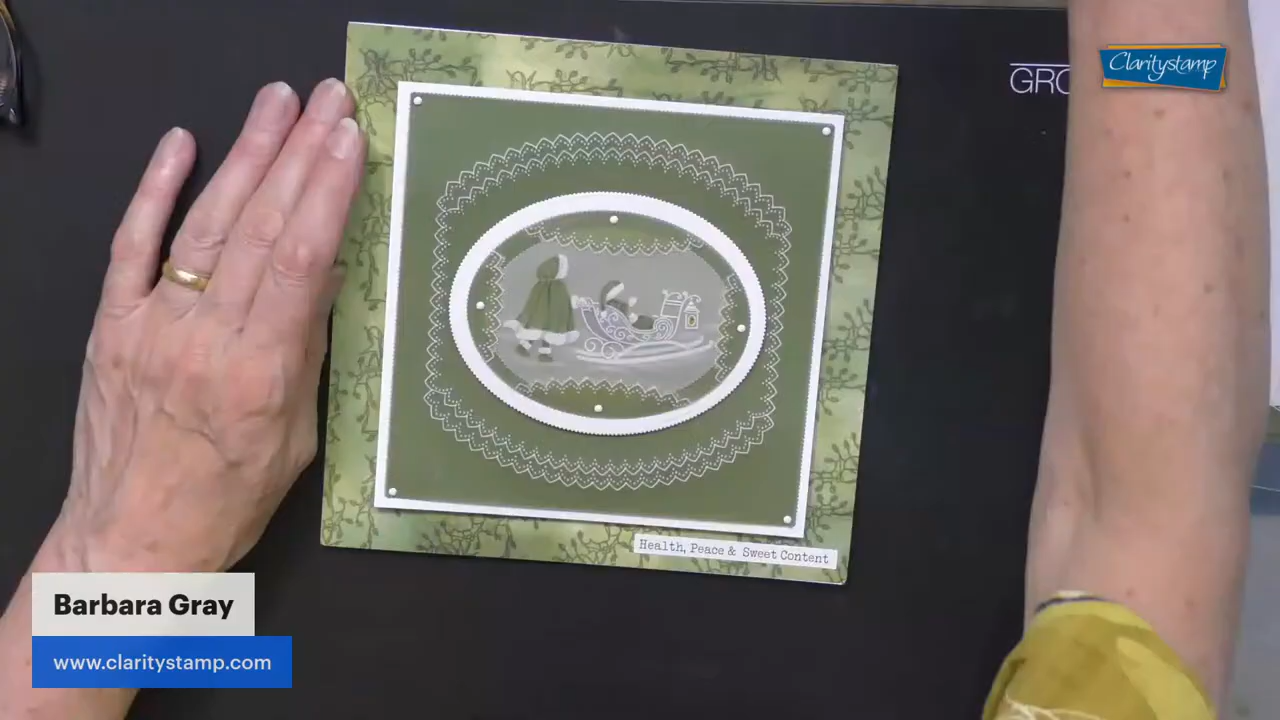 Claritystamp
GRO
Health, Peace & Sweet Content
Barbara Gray
www.claritystamp.com